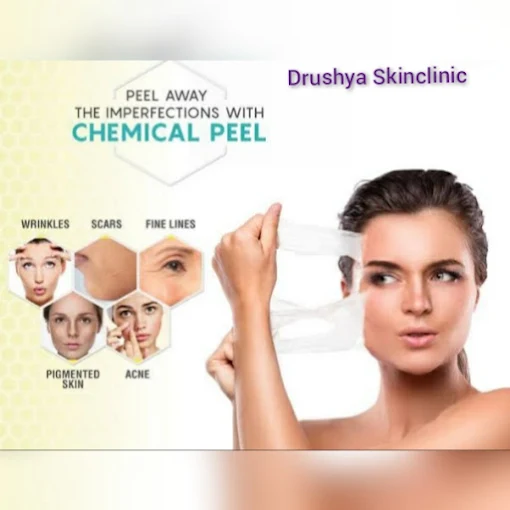 Drushya Skinclinic
PEEL AWAY
THE IMPERFECTIONS WITH
CHEMICAL PEEL
WRINKLES
SCARS
FINE LINES
PIGMENTED
SKIN
ACNE